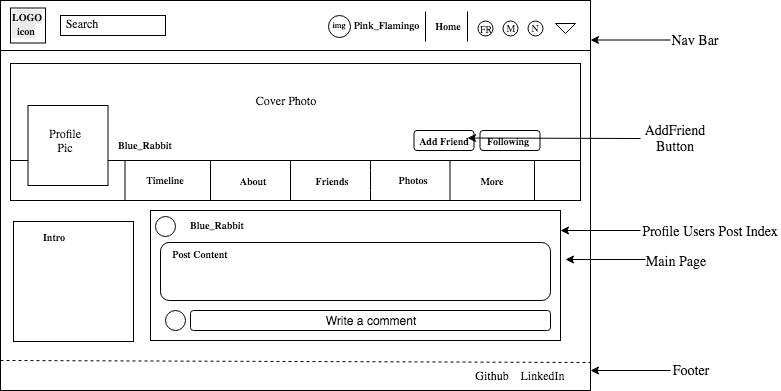 LOGO
icon
Search
img
Pink_Flamingo
Home
FR
M
N
Nav Bar
Cover Photo
Profile
Pic
Blue_Rabbit
Add Friend
Following
AddFriend
Button
Timeline
About
Friends
Photos
More
Intro
Blue_Rabbit
Profile Users Post Index
Post Content
Main Page
Write a comment
Github
LinkedIn
Footer